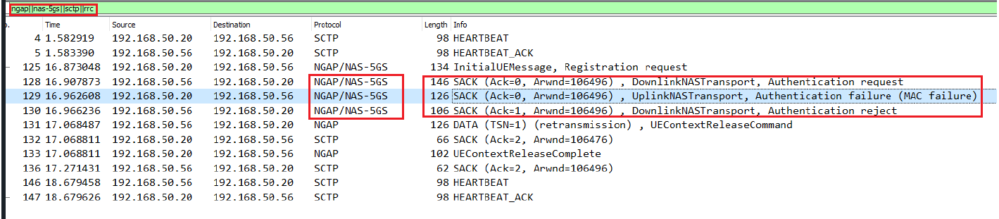 ngap||nas-5gs||sctp||rrc
o. Time Source Destination Protocol Length Info
4 1.582919 192.168.50.20 192.168.50.56 SCTP 98 HEARTBEAT
5 1.583390 192.168.50.56 192.168.50.20 SCTP 98 HEARTBEAT_ACK
125 16.873048 192.168.50.20 192.168.50.56 NGAP/NAS-5GS 134 InitialUEMessage, Registration request
128 16.907873 192.168.50.56 192.168.50.20 NGAP/NAS-5GS 146 SACK (Ack=0, Arwnd=106496) , DownlinkNASTransport, Authentication request
129 16.962608 192.168.50.20 192.168.50.56 NGAP/NAS-5GS 126 SACK (Ack=0, Arwnd=106496) , UplinkNASTransport, Authentication failure (MAC failure)
130 16.966236 192.168.50.56 192.168.50.20 NGAP/NAS-5GS 106 SACK (Ack=1, Arwnd=106496) , DownlinkNASTransport, Authentication reject
131 17.068487 192.168.50.56 192.168.50.20 NGAP 126 DATA (TSN=1) (retransmission) , UEContextReleaseCommand
132 17.068811 192.168.50.20 192.168.50.56 SCTP 66 SACK (Ack=2, Arwnd=106476)
133 17.068811 192.168.50.20 192.168.50.56 NGAP 102 UEContextReleaseComplete
136 17.271431 192.168.50.56 192.168.50.20 SCTP 62 SACK (Ack=2, Arwnd=106496)
146 18.679458 192.168.50.56 192.168.50.20 SCTP 98 HEARTBEAT
147 18.679626 192.168.50.20 192.168.50.56 SCTP 98 HEARTBEAT_ACK